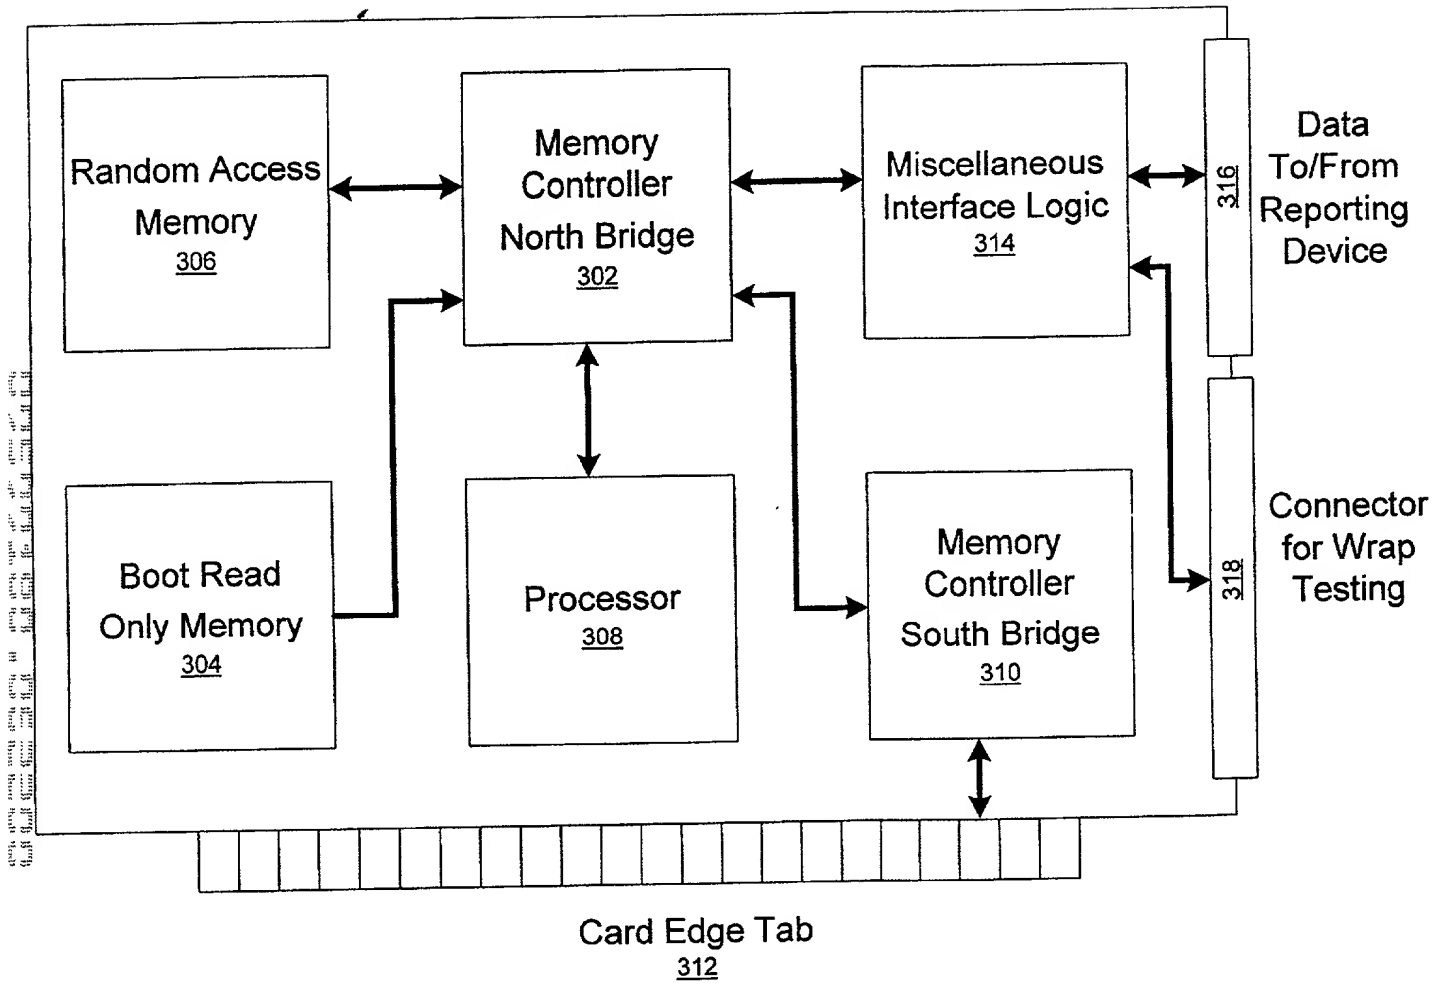 Random Access
Memory
306
Memory
Controller
North Bridge
302
Miscellaneous
Interface Logic
314
316
Data
To/From
Reporting
Device
Boot Read
Only Memory
304
Processor
308
Memory
Controller
South Bridge
310
318
Connector
for Wrap
Testing
Card Edge Tab
312